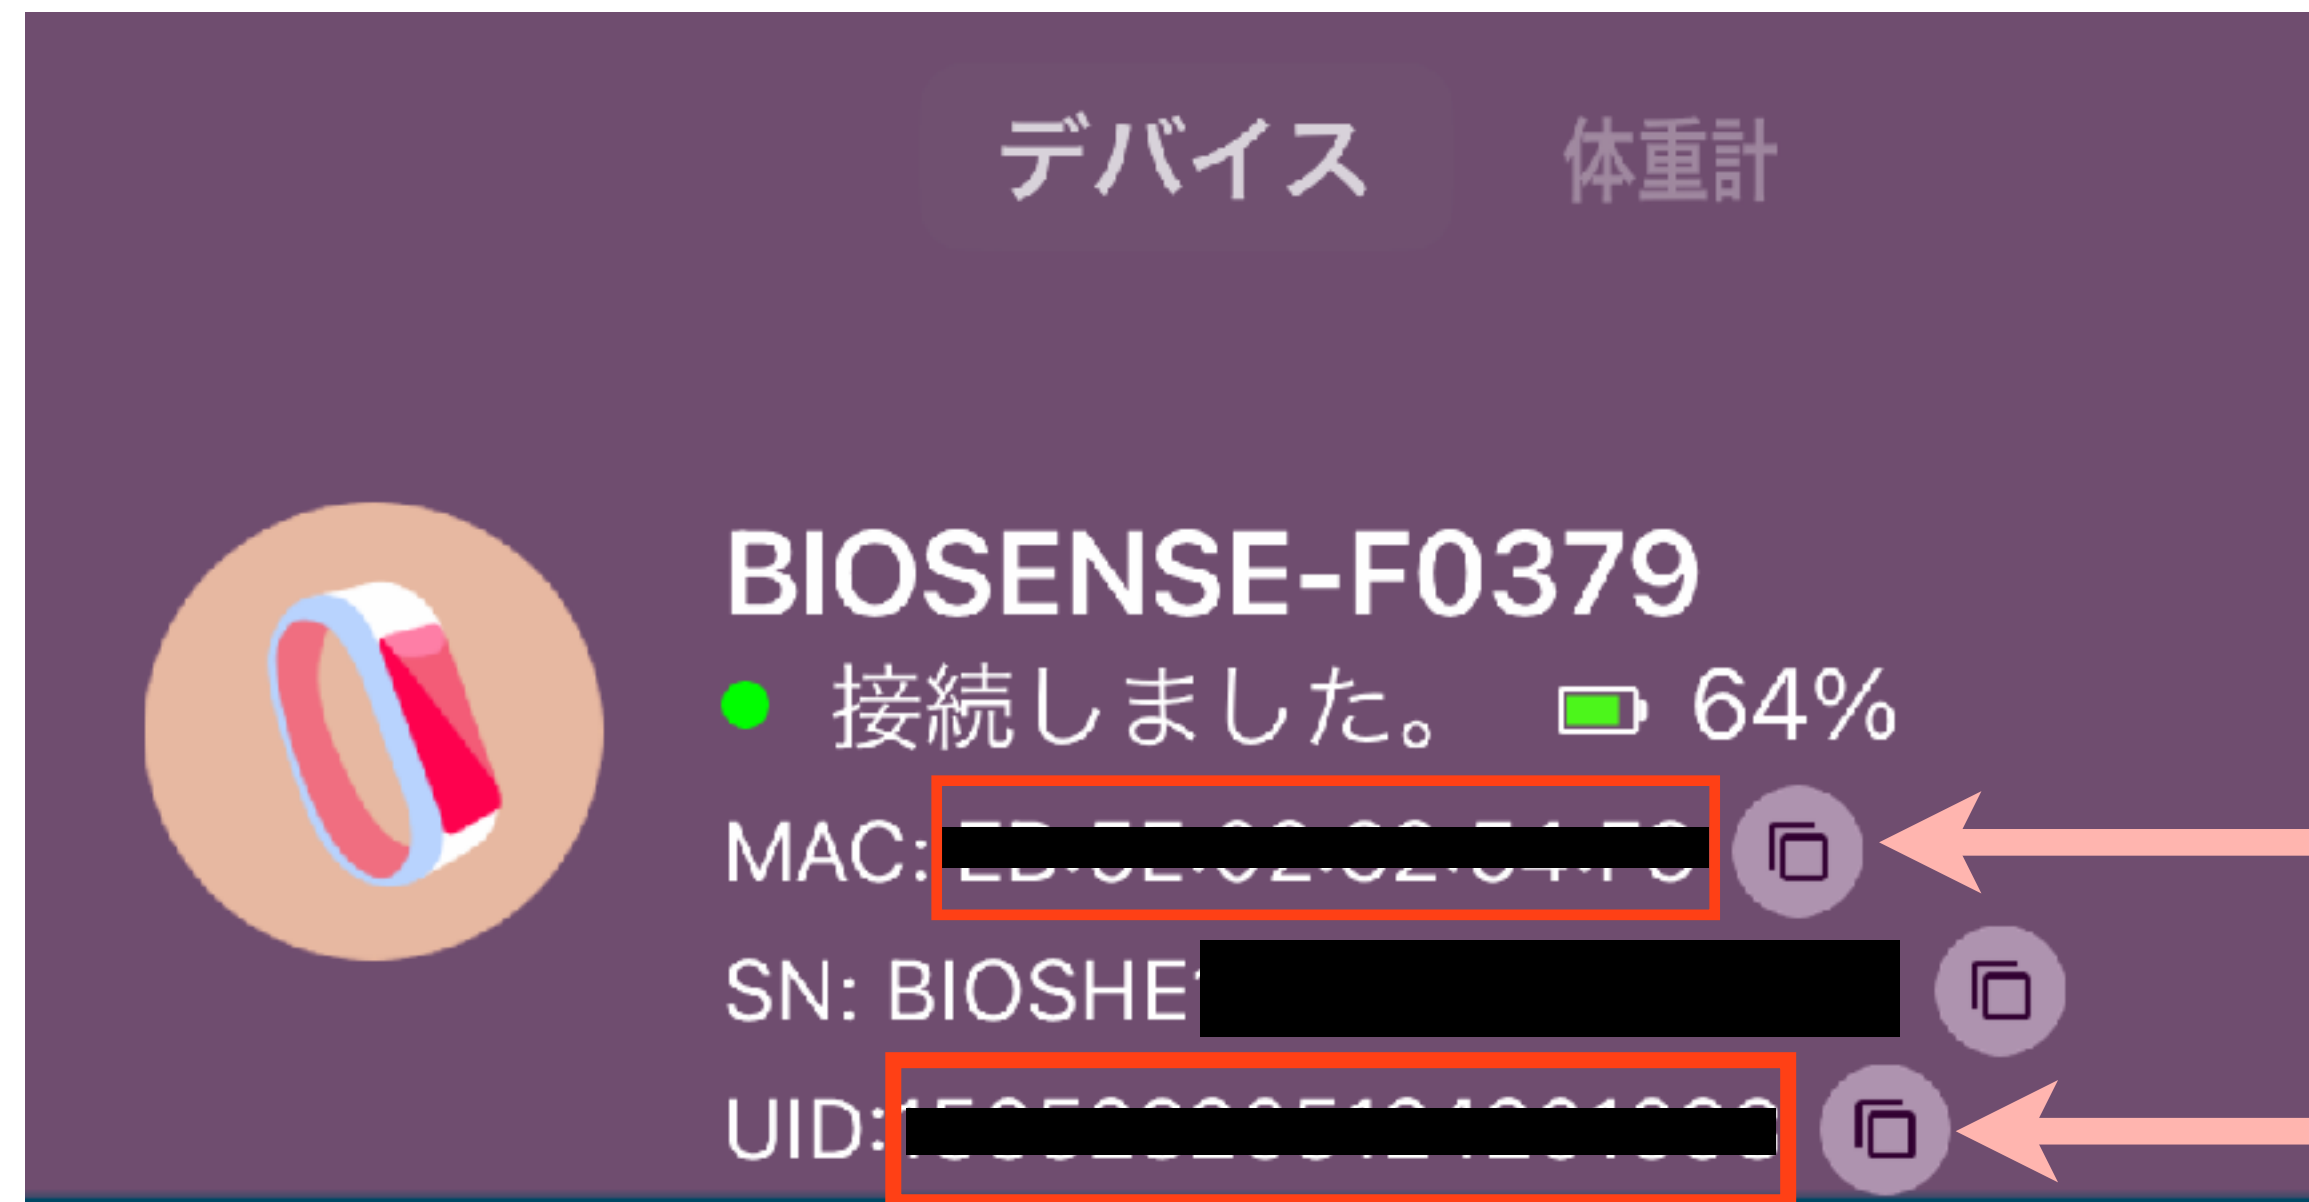 デバイス 体重計
BIOSENSE-F0379
接続しました。 64%
MAC:
SN: BIOSHE
UID: